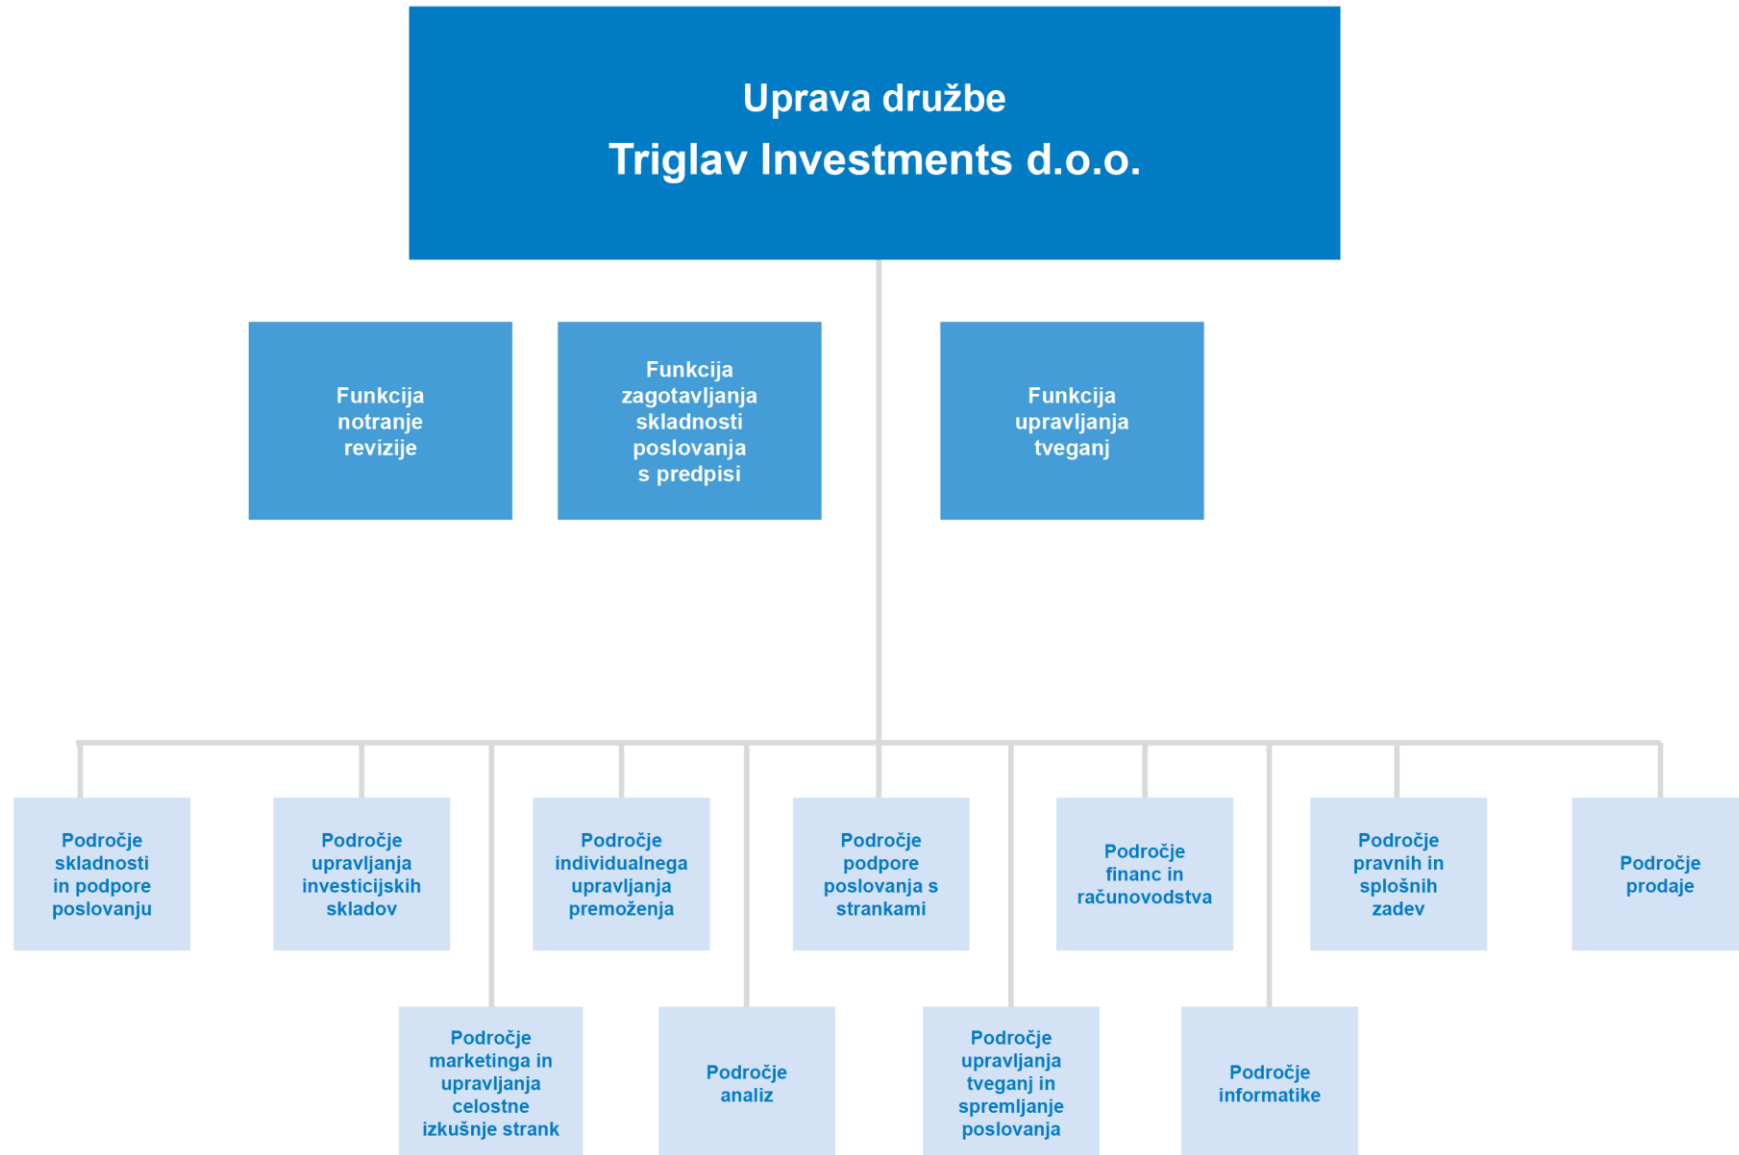 Uprava družbe
Triglav Investments d.o.o.
Funkcija
notranje
revizije
Funkcija
zagotavljanja
skladnosti
poslovanja
s predpisi
Funkcija
upravljanja
tveganj
Področje
skladnosti
in podpore
poslovanju
Področje
upravljanja
investicijskih
skladov
Področje
individualnega
upravljanja
premoženja
Področje
podpore
poslovanja s
strankami
Področje
financ in
računovodstva
Področje
pravnih in
splošnih
zadev
Področje
prodaje
Področje
marketinga in
upravljanja
celostne
izkušnje strank
Področje
analiz
Področje
upravljanja
tveganj in
spremljanje
poslovanja
Področje
informatike